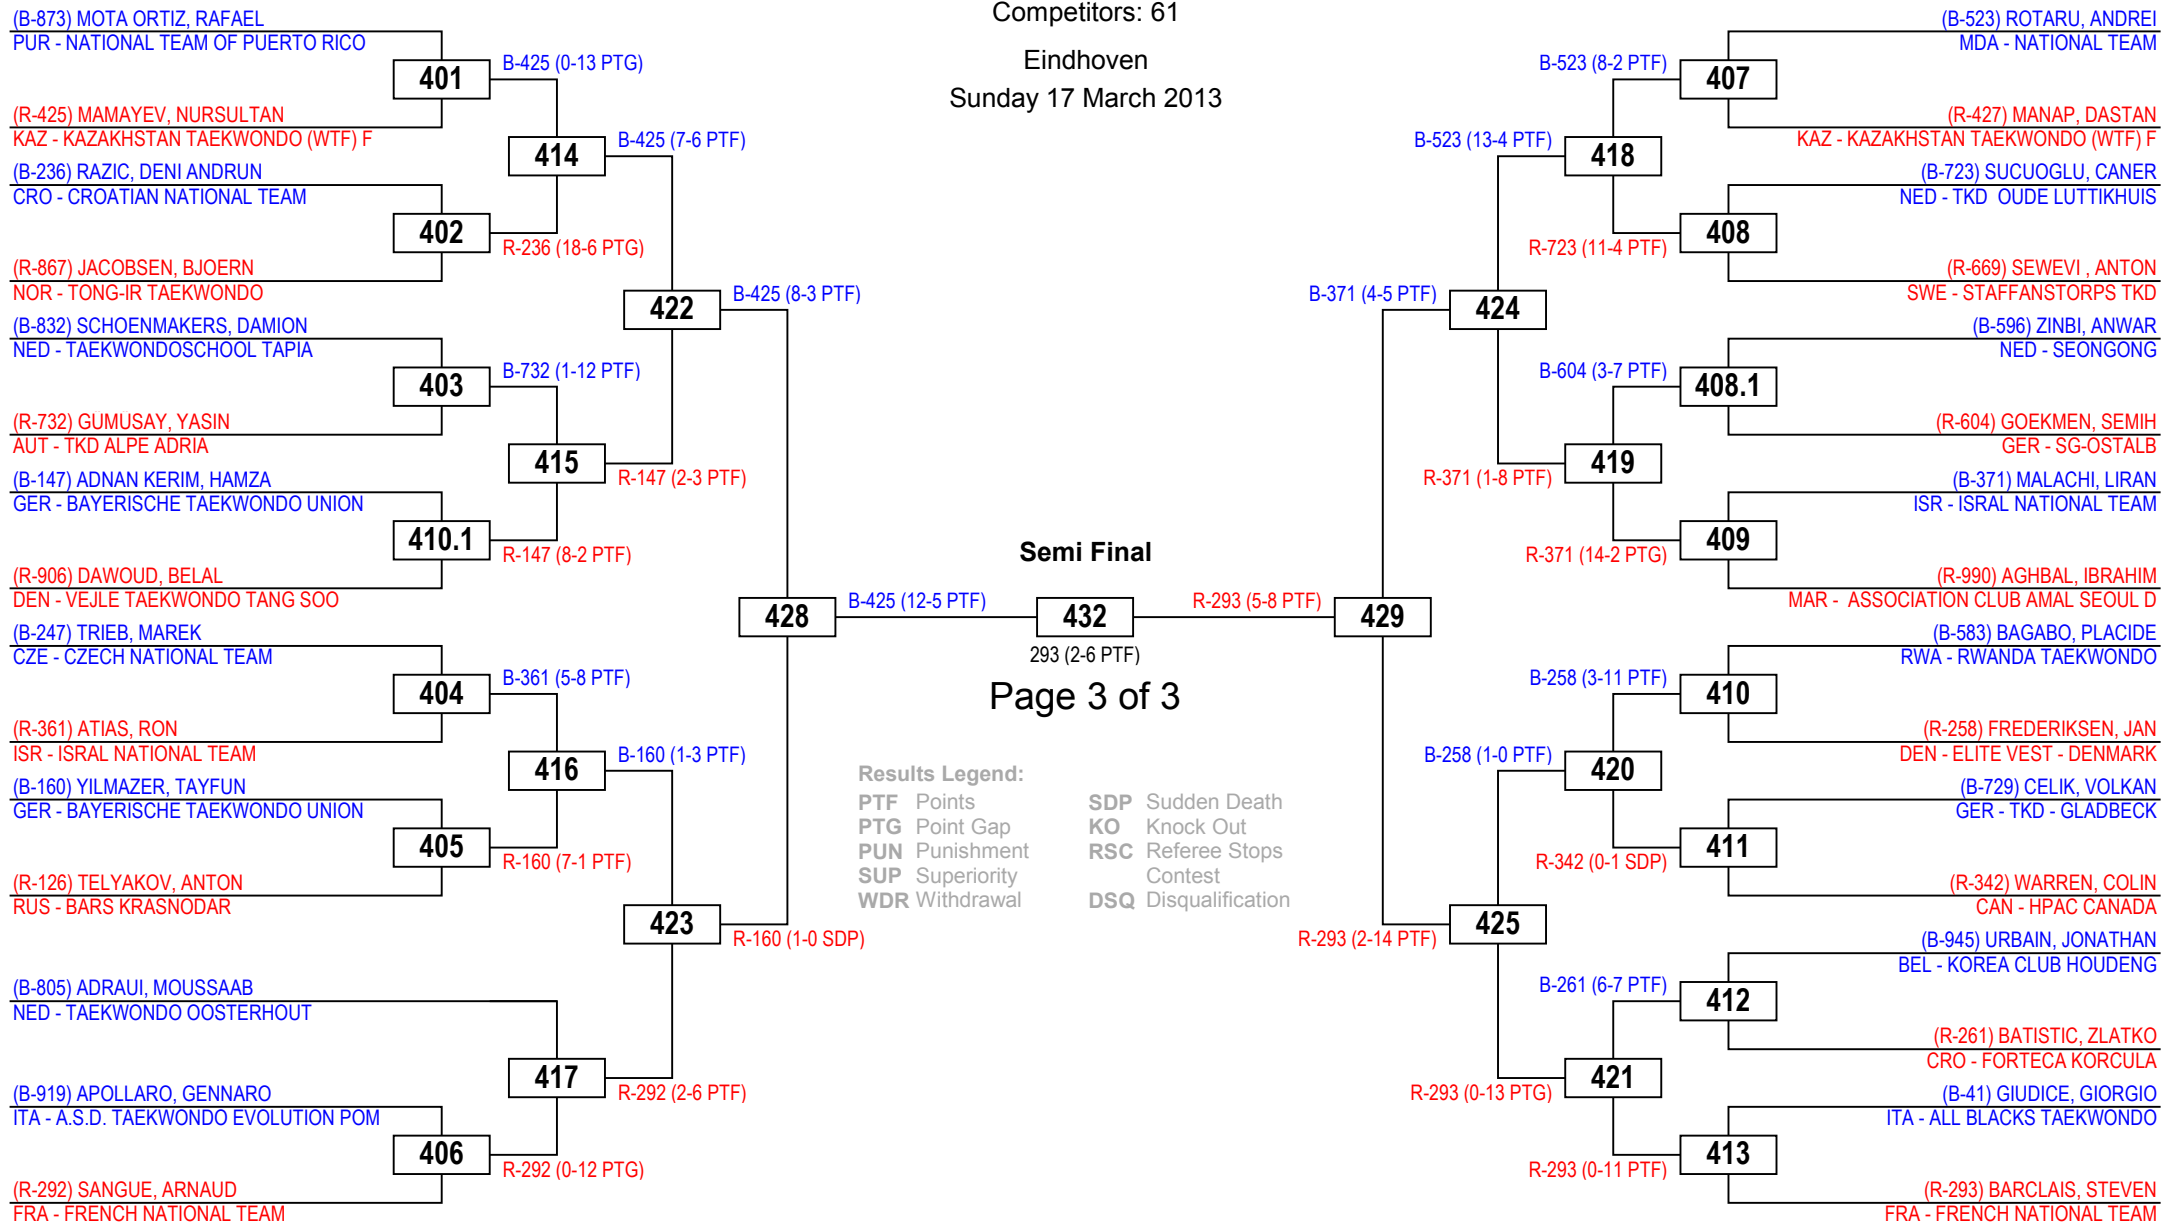 Competitors: 61
Eindhoven
Sunday 17 March 2013
(B-873) MOTA ORTIZ, RAFAEL
PUR - NATIONAL TEAM OF PUERTO RICO
401
B-425 (0-13 PTG)
(R-425) MAMAYEV, NURSULTAN
KAZ - KAZAKHSTAN TAEKWONDO (WTF) F
414
B-425 (7-6 PTF)
(B-236) RAZIC, DENI ANDRUN
CRO - CROATIAN NATIONAL TEAM
402
R-236 (18-6 PTG)
(R-867) JACOBSEN, BJOERN
NOR - TONG-IR TAEKWONDO
422
B-425 (8-3 PTF)
(B-832) SCHOENMAKERS, DAMION
NED - TAEKWONDOSCHOOL TAPIA
403
B-732 (1-12 PTF)
(R-732) GUMUSAY, YASIN
AUT - TKD ALPE ADRIA
415
R-147 (2-3 PTF)
(B-147) ADNAN KERIM, HAMZA
GER - BAYERISCHE TAEKWONDO UNION
410.1
R-147 (8-2 PTF)
(R-906) DAWOUD, BELAL
DEN - VEJLE TAEKWONDO TANG SOO
428
B-425 (12-5 PTF)
(B-247) TRIEB, MAREK
CZE - CZECH NATIONAL TEAM
404
B-361 (5-8 PTF)
(R-361) ATIAS, RON
ISR - ISRAL NATIONAL TEAM
416
B-160 (1-3 PTF)
(B-160) YILMAZER, TAYFUN
GER - BAYERISCHE TAEKWONDO UNION
405
R-160 (7-1 PTF)
(R-126) TELYAKOV, ANTON
RUS - BARS KRASNODAR
423
R-160 (1-0 SDP)
(B-805) ADRAUI, MOUSSAAB
NED - TAEKWONDO OOSTERHOUT
417
R-292 (2-6 PTF)
(B-919) APOLLARO, GENNARO
ITA - A.S.D. TAEKWONDO EVOLUTION POM
406
R-292 (0-12 PTG)
(R-292) SANGUE, ARNAUD
FRA - FRENCH NATIONAL TEAM
Semi Final
432
293 (2-6 PTF)
Page 3 of 3
Results Legend:
PTF Points SDP Sudden Death
PTG Point Gap KO Knock Out
PUN Punishment RSC Referee Stops
SUP Superiority Contest
WDR Withdrawal DSQ Disqualification
(B-523) ROTARU, ANDREI
MDA - NATIONAL TEAM
B-523 (8-2 PTF)
407
(R-427) MANAP, DASTAN
KAZ - KAZAKHSTAN TAEKWONDO (WTF) F
B-523 (13-4 PTF)
418
(B-723) SUCUOGLU, CANER
NED - TKD OUDE LUTTIKHUIS
408
R-723 (11-4 PTF)
(R-669) SEWEVI , ANTON
SWE - STAFFANSTORPS TKD
B-371 (4-5 PTF)
424
(B-596) ZINBI, ANWAR
NED - SEONGONG
B-604 (3-7 PTF)
408.1
(R-604) GOEKMEN, SEMIH
GER - SG-OSTALB
419
R-371 (1-8 PTF)
(B-371) MALACHI, LIRAN
ISR - ISRAL NATIONAL TEAM
409
R-371 (14-2 PTG)
(R-990) AGHBAL, IBRAHIM
MAR - ASSOCIATION CLUB AMAL SEOUL D
R-293 (5-8 PTF)
429
(B-583) BAGABO, PLACIDE
RWA - RWANDA TAEKWONDO
B-258 (3-11 PTF)
410
(R-258) FREDERIKSEN, JAN
DEN - ELITE VEST - DENMARK
B-258 (1-0 PTF)
420
(B-729) CELIK, VOLKAN
GER - TKD - GLADBECK
411
R-342 (0-1 SDP)
(R-342) WARREN, COLIN
CAN - HPAC CANADA
425
R-293 (2-14 PTF)
(B-945) URBAIN, JONATHAN
BEL - KOREA CLUB HOUDENG
B-261 (6-7 PTF)
412
(R-261) BATISTIC, ZLATKO
CRO - FORTECA KORCULA
421
R-293 (0-13 PTG)
(B-41) GIUDICE, GIORGIO
ITA - ALL BLACKS TAEKWONDO
413
R-293 (0-11 PTF)
(R-293) BARCLAIS, STEVEN
FRA - FRENCH NATIONAL TEAM